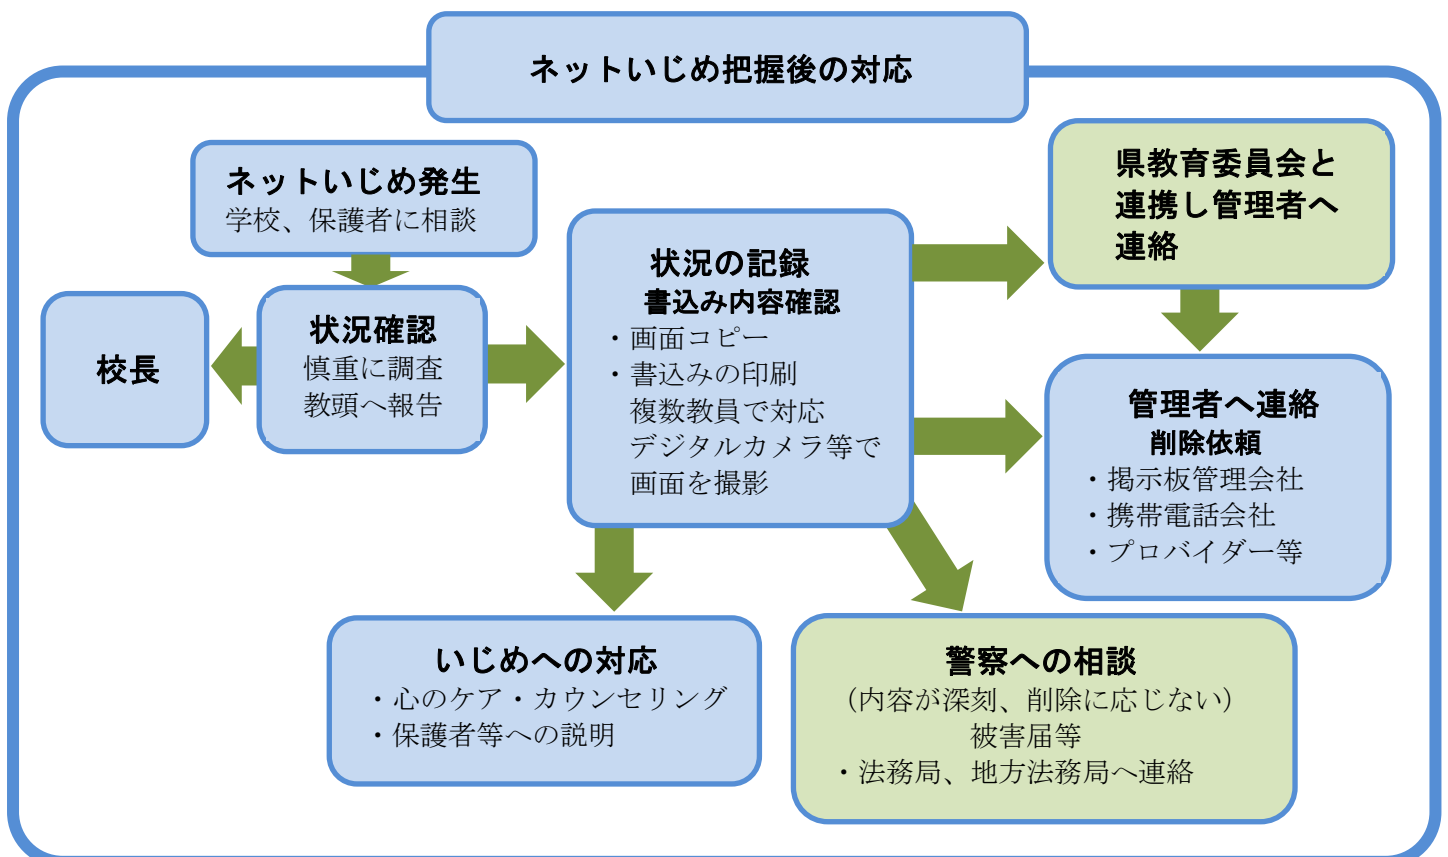 ネットいじめ把握後の対応
ネットいじめ発生
学校、保護者に相談
状況確認
慎重に調査
教頭へ報告
校長
状況の記録
書込み内容確認
・画面コピー
・書込みの印刷
複数教員で対応
デジタルカメラ等で
画面を撮影
県教育委員会と
連携し管理者へ
連絡
管理者へ連絡
削除依頼
・掲示板管理会社
・携帯電話会社
・プロバイダー等
いじめへの対応
・心のケア・カウンセリング
・保護者等への説明
警察への相談
（内容が深刻、削除に応じない）
被害届等
・法務局、地方法務局へ連絡